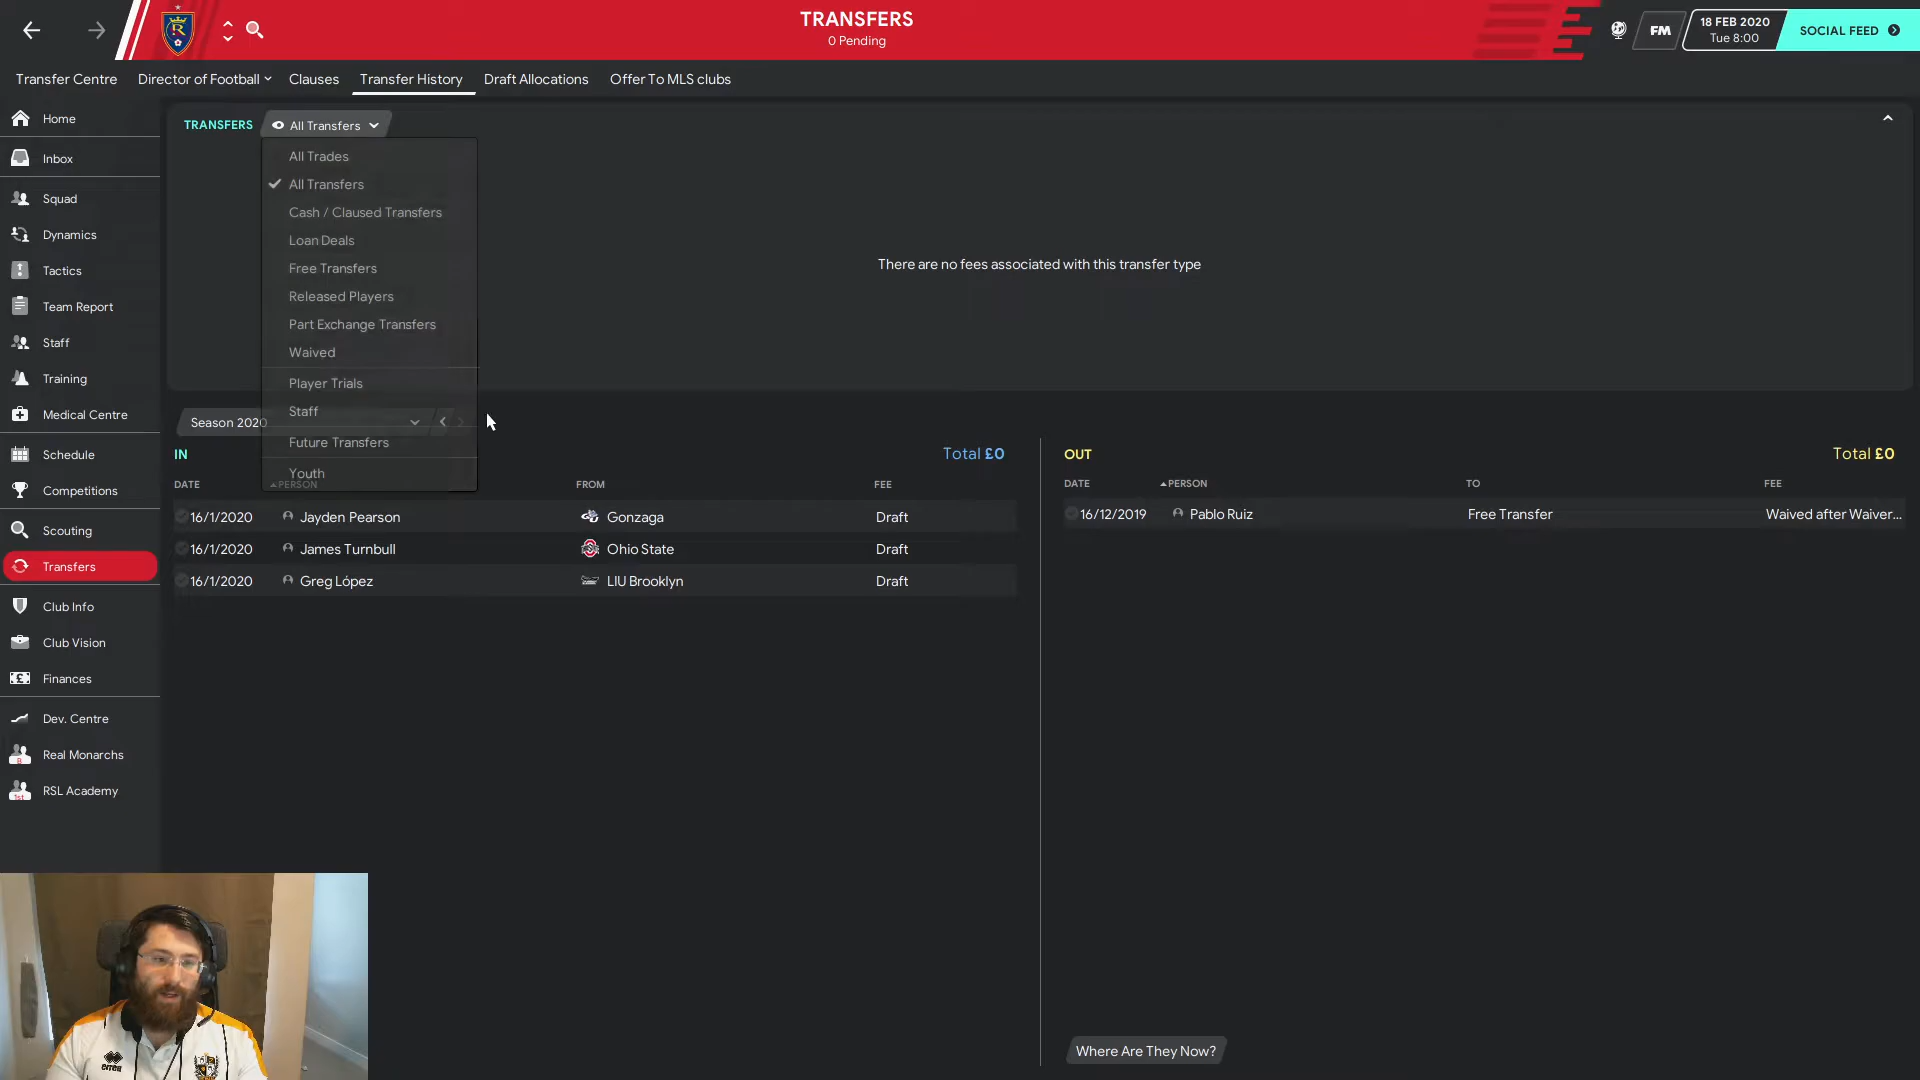 TRANSFERS
0 Pending
FM
18 FEB 2020
Tue 8:00
SOCIAL FEED
Transfer Centre
Director of Football
Clauses
Transfer History
Draft Allocations
Offer To MLS clubs
Home
Inbox
Squad
Dynamics
Tactics
Team Report
Staff
Training
Medical Centre
Schedule
Competitions
Scouting
Transfers
Club Info
Club Vision
Finances
Dev. Centre
Real Monarchs
RSL Academy
TRANSFERS
All Transfers
All Trades
All Transfers
Cash / Claused Transfers
Loan Deals
Free Transfers
Released Players
Part Exchange Transfers
Waived
Player Trials
Staff
Future Transfers
Youth
There are no fees associated with this transfer type
Season 2020
IN
Total £0
DATE PERSON FROM FEE
16/1/2020 Jayden Pearson Gonzaga Draft
16/1/2020 James Turnbull Ohio State Draft
16/1/2020 Greg López LIU Brooklyn Draft
OUT
Total £0
DATE PERSON TO FEE
16/12/2019 Pablo Ruiz Free Transfer Waived after Waiver...
Where Are They Now?
errea